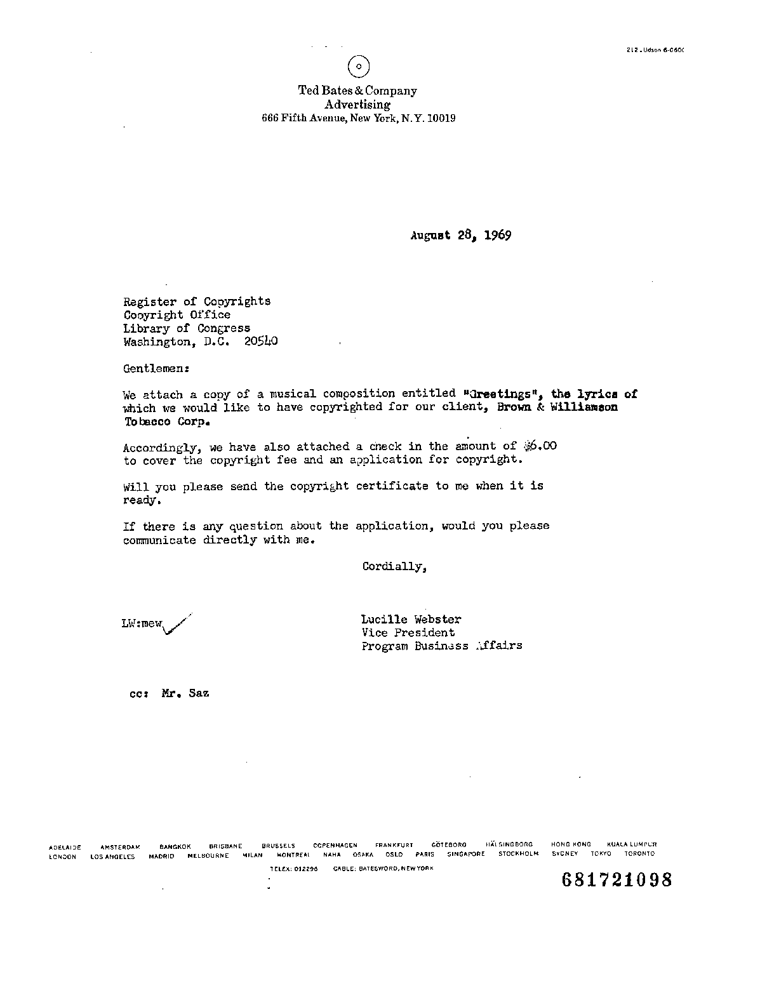 212 JUdson 6-0600
Ted Bates & Company
Advertising
666 Fifth Avenue, New York, N.Y. 10019
August 28, 1969
Register of Copyrights
Copyright Office
Library of Congress
Washington, D.C. 20540
Gentlemen:
We attach a copy of a musical composition entitled "Greetings", the lyrics of
which we would like to have copyrighted for our client, Brown & Williamson
Tobacco Corp.
Accordingly, we have also attached a check in the amount of $6.00
to cover the copyright fee and an application for copyright.
Will you please send the copyright certificate to me when it is
ready.
If there is any question about the application, would you please
communicate directly with me.
Cordially,
LW:mew
Lucille Webster
Vice President
Program Business Affairs
cc: Mr. Saz
ADELAIDE AMSTERDAM BANGKOK BRISBANE BRUSSELS COPENHAGEN FRANKFURT GÖTEBORG HÄLSINGBORG HONG KONG KUALA LUMPUR
LONDON LOS ANGELES MADRID MELBOURNE MILAN MONTREAL NAHA OSAKA OSLO PARIS SINGAPORE STOCKHOLM SYDNEY TOKYO TORONTO
TELEX: 012296 CABLE: BATESWORD, NEW YORK
681721098